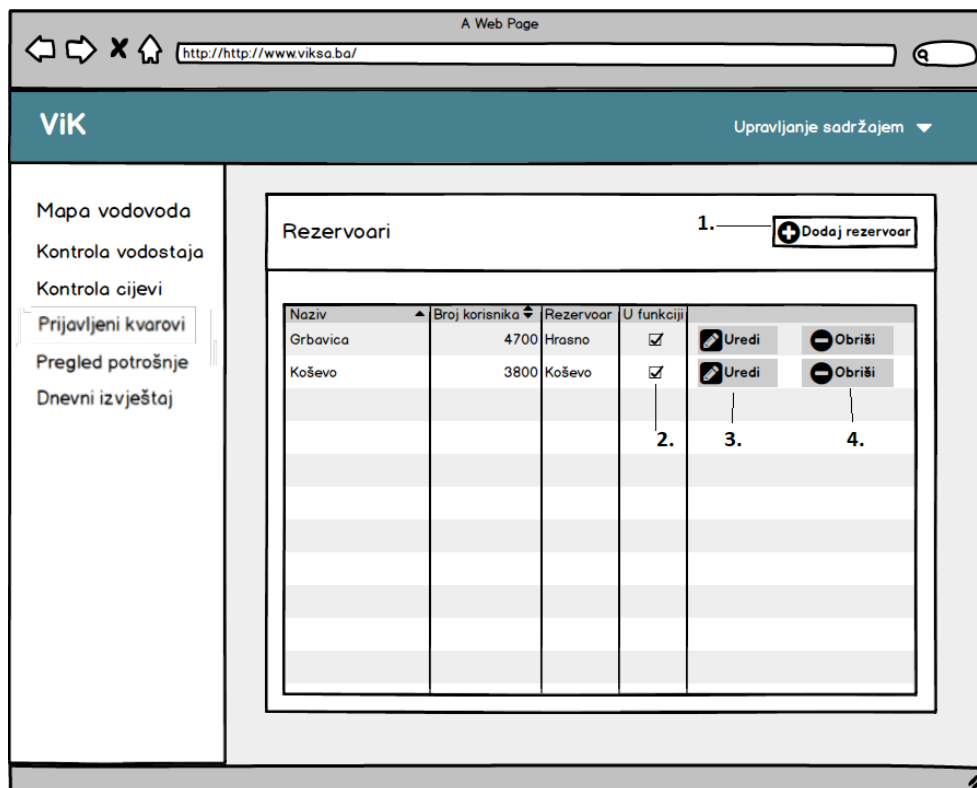 A Web Page
http://http://www.viksa.ba/
ViK
Upravljanje sadržajem
Mapa vodovoda
Kontrola vodostaja
Kontrola cijevi
Prijavljeni kvarovi
Pregled potrošnje
Dnevni izvještaj
Rezervoari
1.
Dodaj rezervoar
Naziv Broj korisnika Rezervoar U funkciji
Grbavica 4700 Hrasno Uredi Obriši
Koševo 3800 Koševo Uredi Obriši
2. 3. 4.